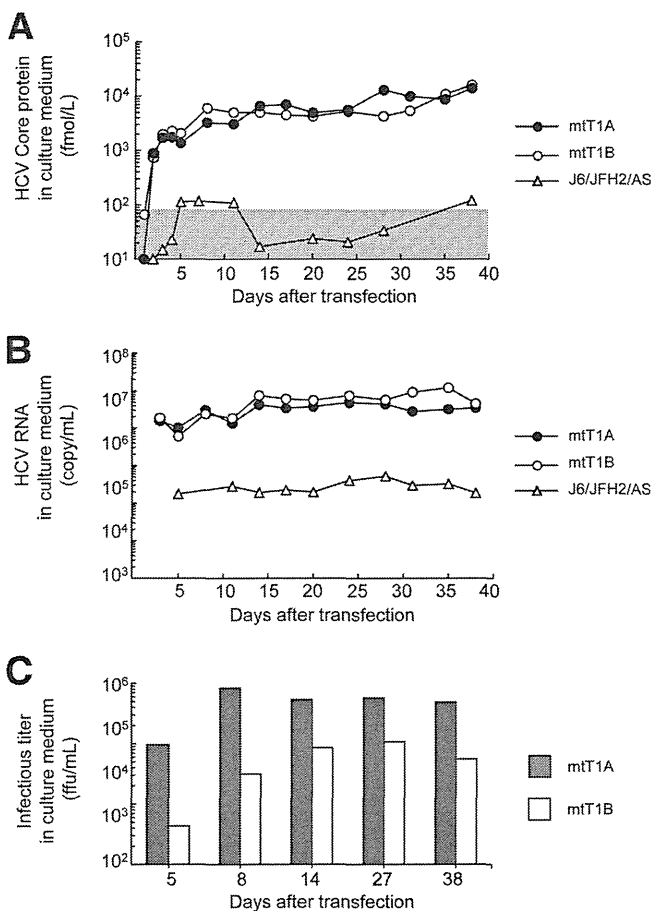 A
HCV Core protein
in culture medium
(fmol/L)
10⁵
10⁴
10³
10²
10¹
5 10 15 20 25 30 35 40
Days after transfection
mtT1A
mtT1B
J6/JFH2/AS
B
HCV RNA
in culture medium
(copy/mL)
10⁸
10⁷
10⁶
10⁵
10⁴
10³
5 10 15 20 25 30 35 40
Days after transfection
mtT1A
mtT1B
J6/JFH2/AS
C
Infectious titer
in culture medium
(ffu/mL)
10⁶
10⁵
10⁴
10³
10²
5 8 14 27 38
Days after transfection
mtT1A
mtT1B